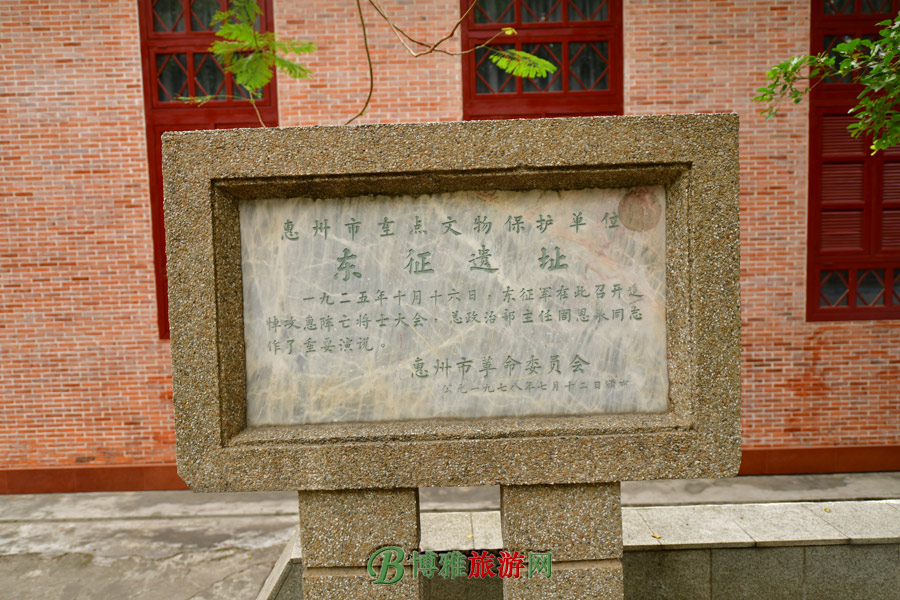 惠州市重点文物保护单位
东征遗址
一九二五年十月十六日，东征军在此召开追
悼攻惠阵亡将士大会，总政治部主任周恩来同志
作了重要演说。
惠州市革命委员会
公元一九七八年七月十二日颁布
B博雅旅游网